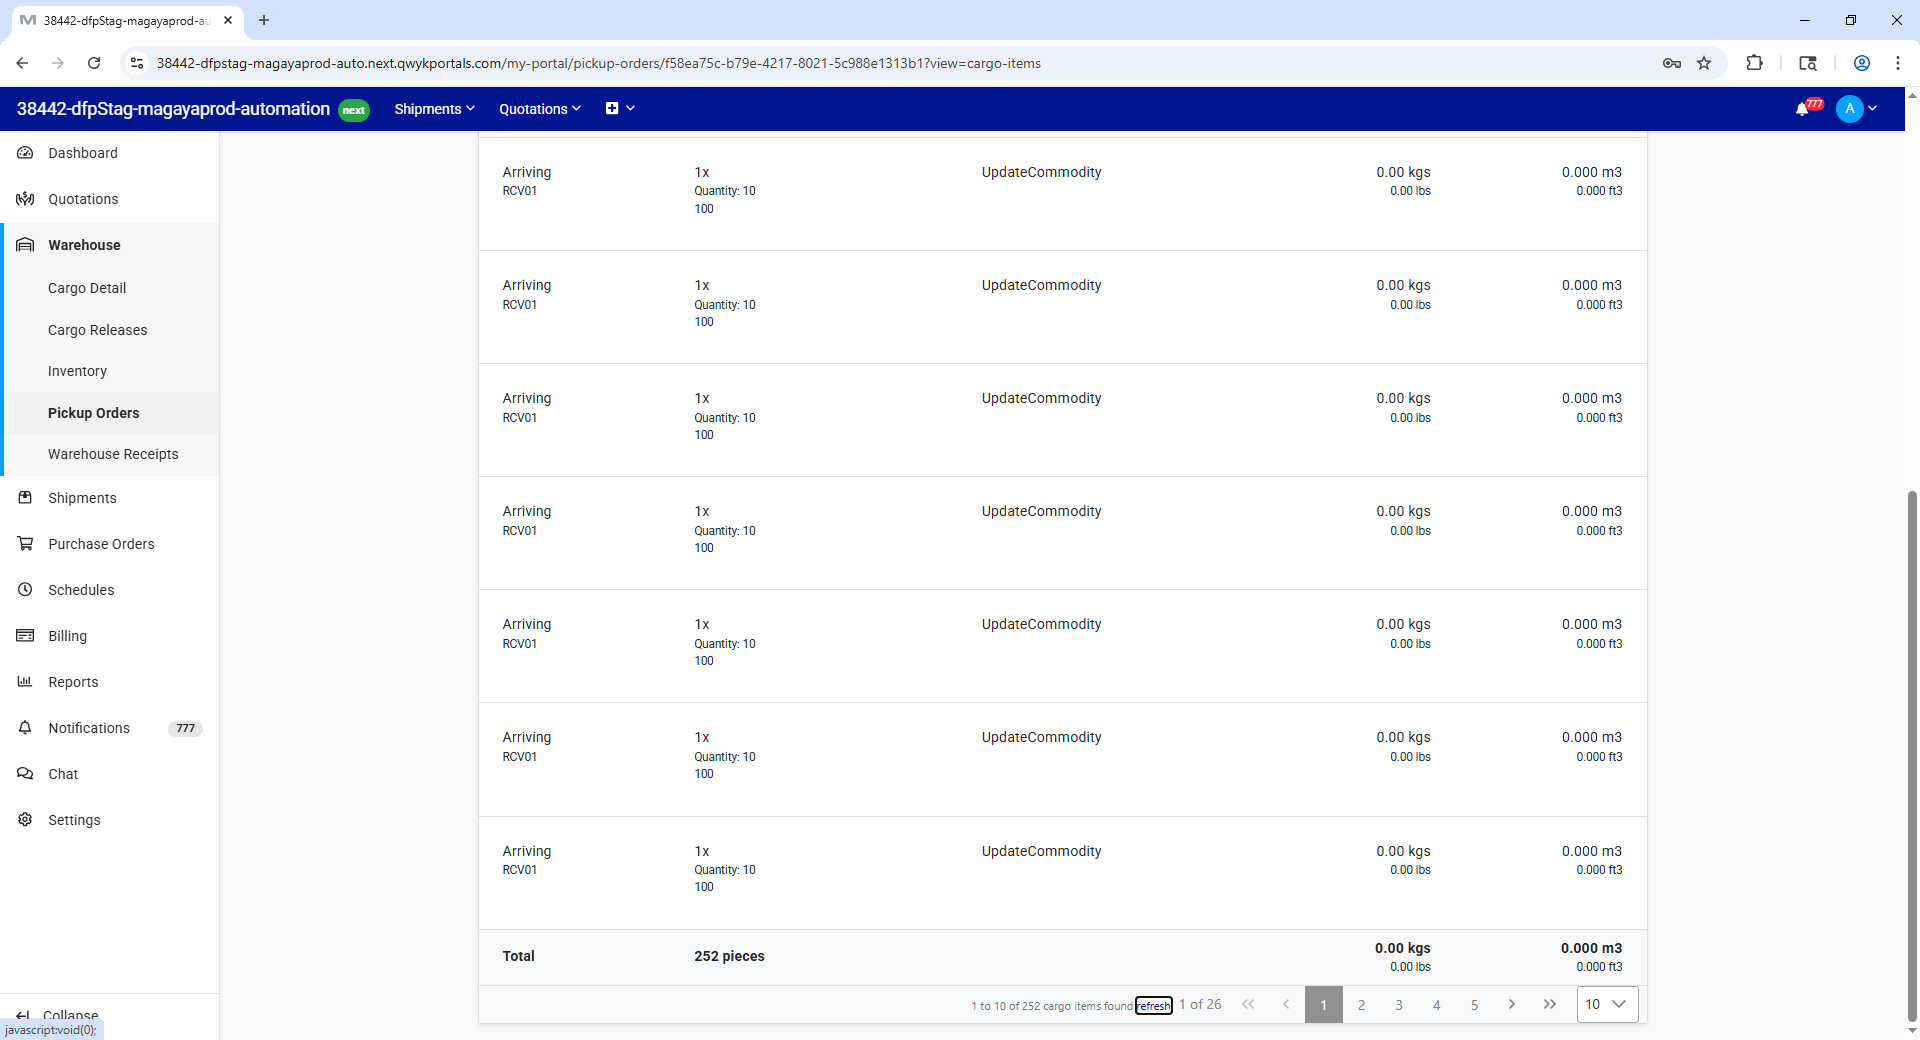 38442-dfpStag-magayaprod-au
38442-dfpstag-magayaprod-auto.next.qwykportals.com/my-portal/pickup-orders/f58ea75c-b79e-4217-8021-5c988e1313b1?view=cargo-items
38442-dfpStag-magayaprod-automation next Shipments Quotations 777 A
Dashboard
Quotations
Warehouse
Cargo Detail
Cargo Releases
Inventory
Pickup Orders
Warehouse Receipts
Shipments
Purchase Orders
Schedules
Billing
Reports
Notifications 777
Chat
Settings
Collapse
javascript:void(0);
Arriving 1x UpdateCommodity 0.00 kgs 0.000 m3
RCV01 Quantity: 10 0.00 lbs 0.000 ft3
100
Arriving 1x UpdateCommodity 0.00 kgs 0.000 m3
RCV01 Quantity: 10 0.00 lbs 0.000 ft3
100
Arriving 1x UpdateCommodity 0.00 kgs 0.000 m3
RCV01 Quantity: 10 0.00 lbs 0.000 ft3
100
Arriving 1x UpdateCommodity 0.00 kgs 0.000 m3
RCV01 Quantity: 10 0.00 lbs 0.000 ft3
100
Arriving 1x UpdateCommodity 0.00 kgs 0.000 m3
RCV01 Quantity: 10 0.00 lbs 0.000 ft3
100
Arriving 1x UpdateCommodity 0.00 kgs 0.000 m3
RCV01 Quantity: 10 0.00 lbs 0.000 ft3
100
Arriving 1x UpdateCommodity 0.00 kgs 0.000 m3
RCV01 Quantity: 10 0.00 lbs 0.000 ft3
100
Total 252 pieces 0.00 kgs 0.000 m3
0.00 lbs 0.000 ft3
1 to 10 of 252 cargo items found refresh 1 of 26 1 2 3 4 5 10